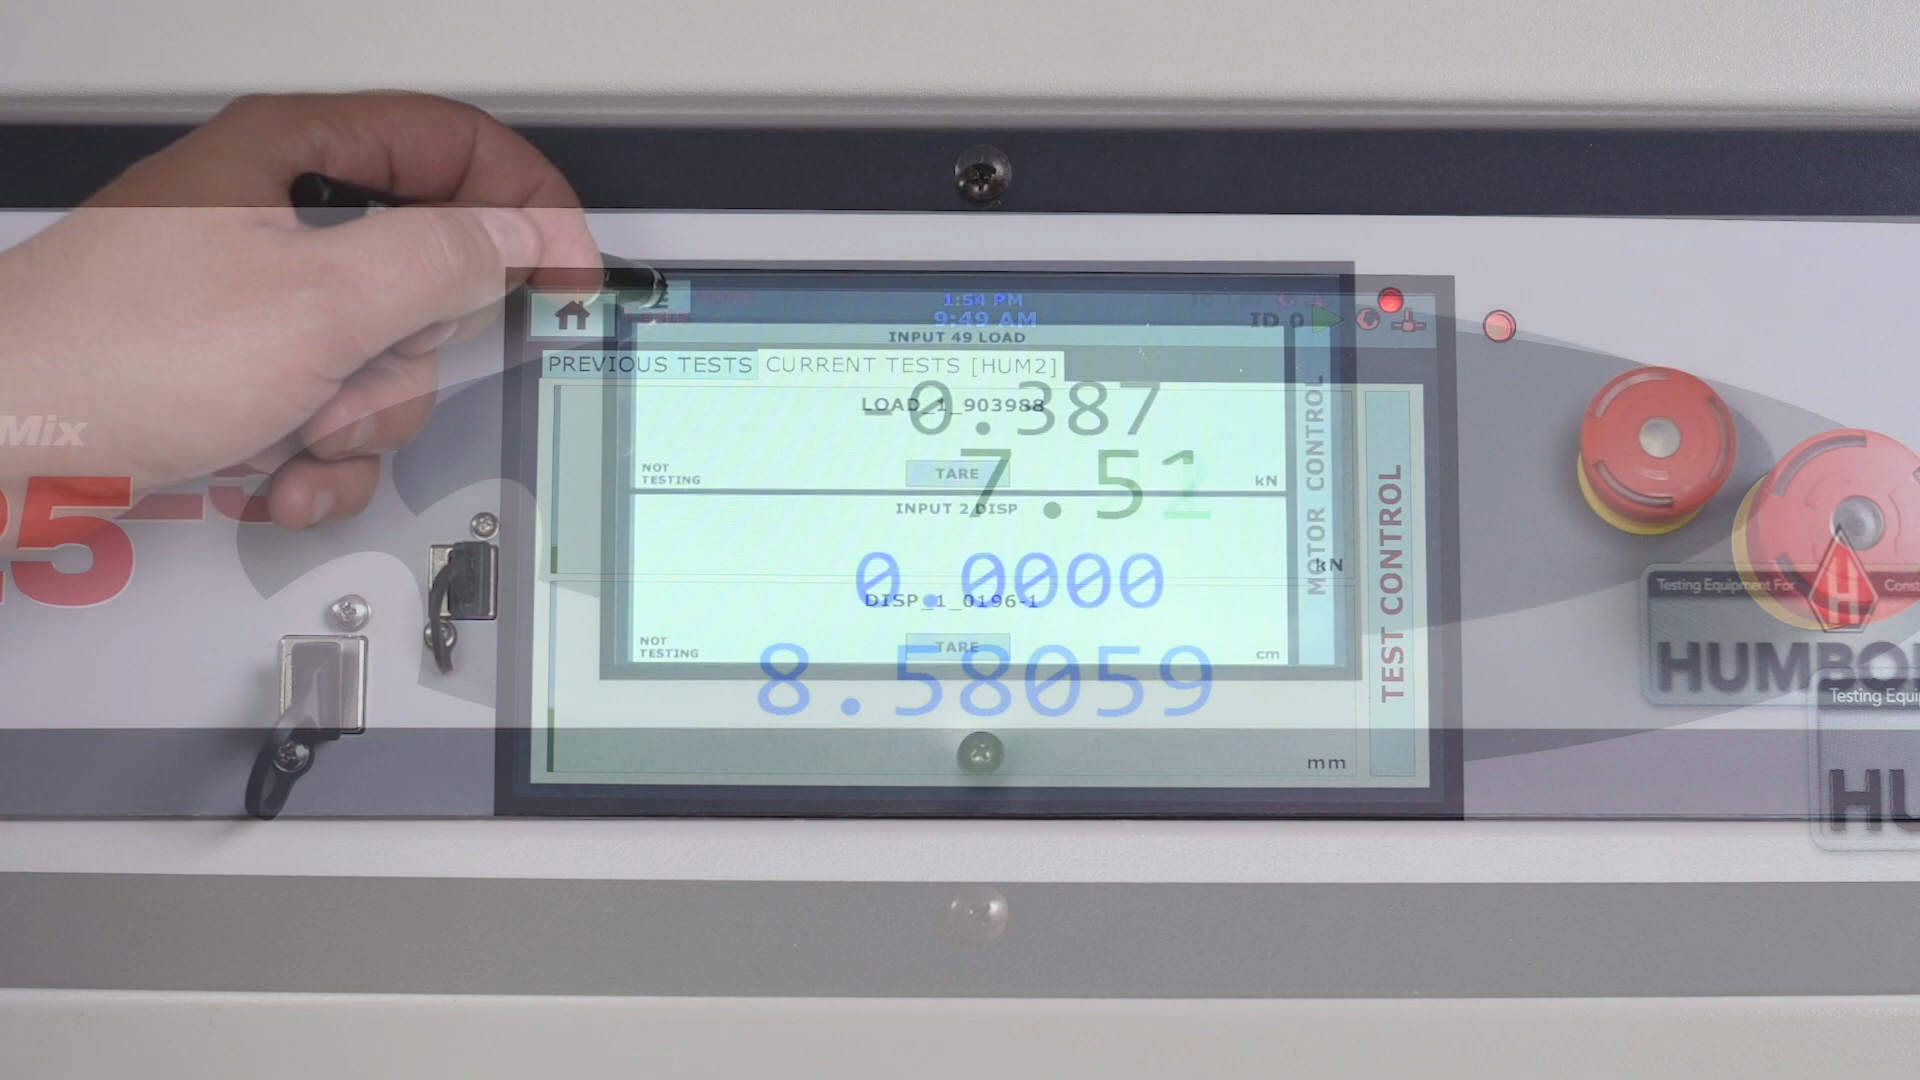 1:54 PM
9:49 AM
ID 0
INPUT 49 LOAD
PREVIOUS TESTS
CURRENT TESTS [HUM2]
-0.387
LOAD_1_903988
NOT TESTING
TARE
kN
7.51
INPUT 2 DISP
kN
0.0000
DISP_1_0196-1
NOT TESTING
TARE
cm
8.58059
mm
MOTOR CONTROL
TEST CONTROL
Mix
25
Testing Equipment For
Const
HUMBO
Testing Equi
HU